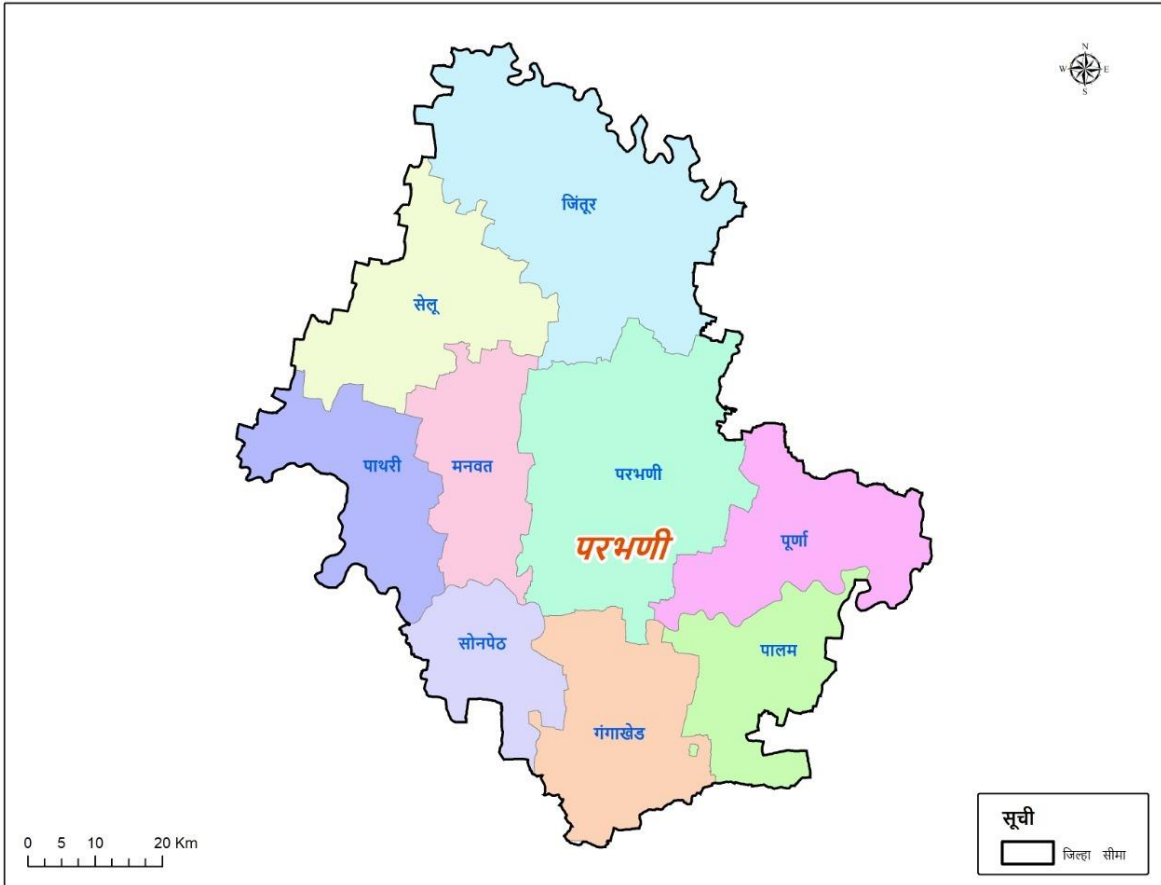 N
W E
S
जिंतूर
सेलू
पाथरी
मनवत
परभणी
परभणी
पूर्णा
सोनपेठ
पालम
गंगाखेड
सूची
जिल्हा सीमा
0 5 10 20 Km